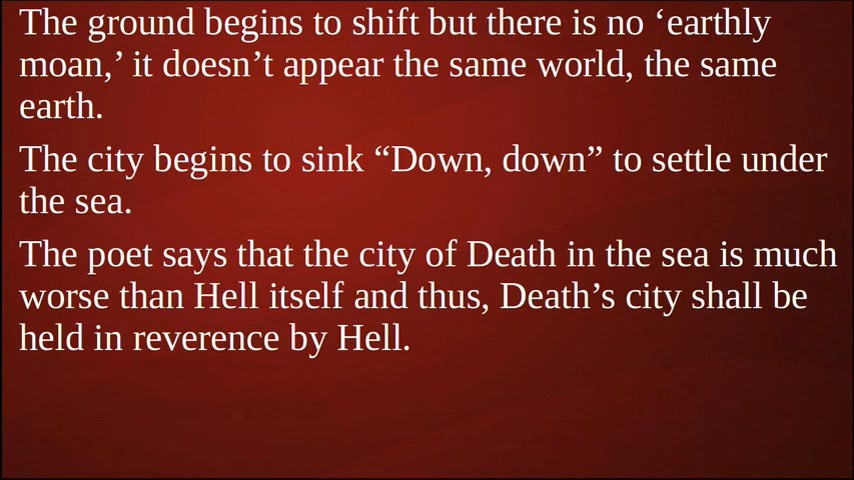 The ground begins to shift but there is no ‘earthly
moan,’ it doesn’t appear the same world, the same
earth.
The city begins to sink “Down, down” to settle under
the sea.
The poet says that the city of Death in the sea is much
worse than Hell itself and thus, Death’s city shall be
held in reverence by Hell.